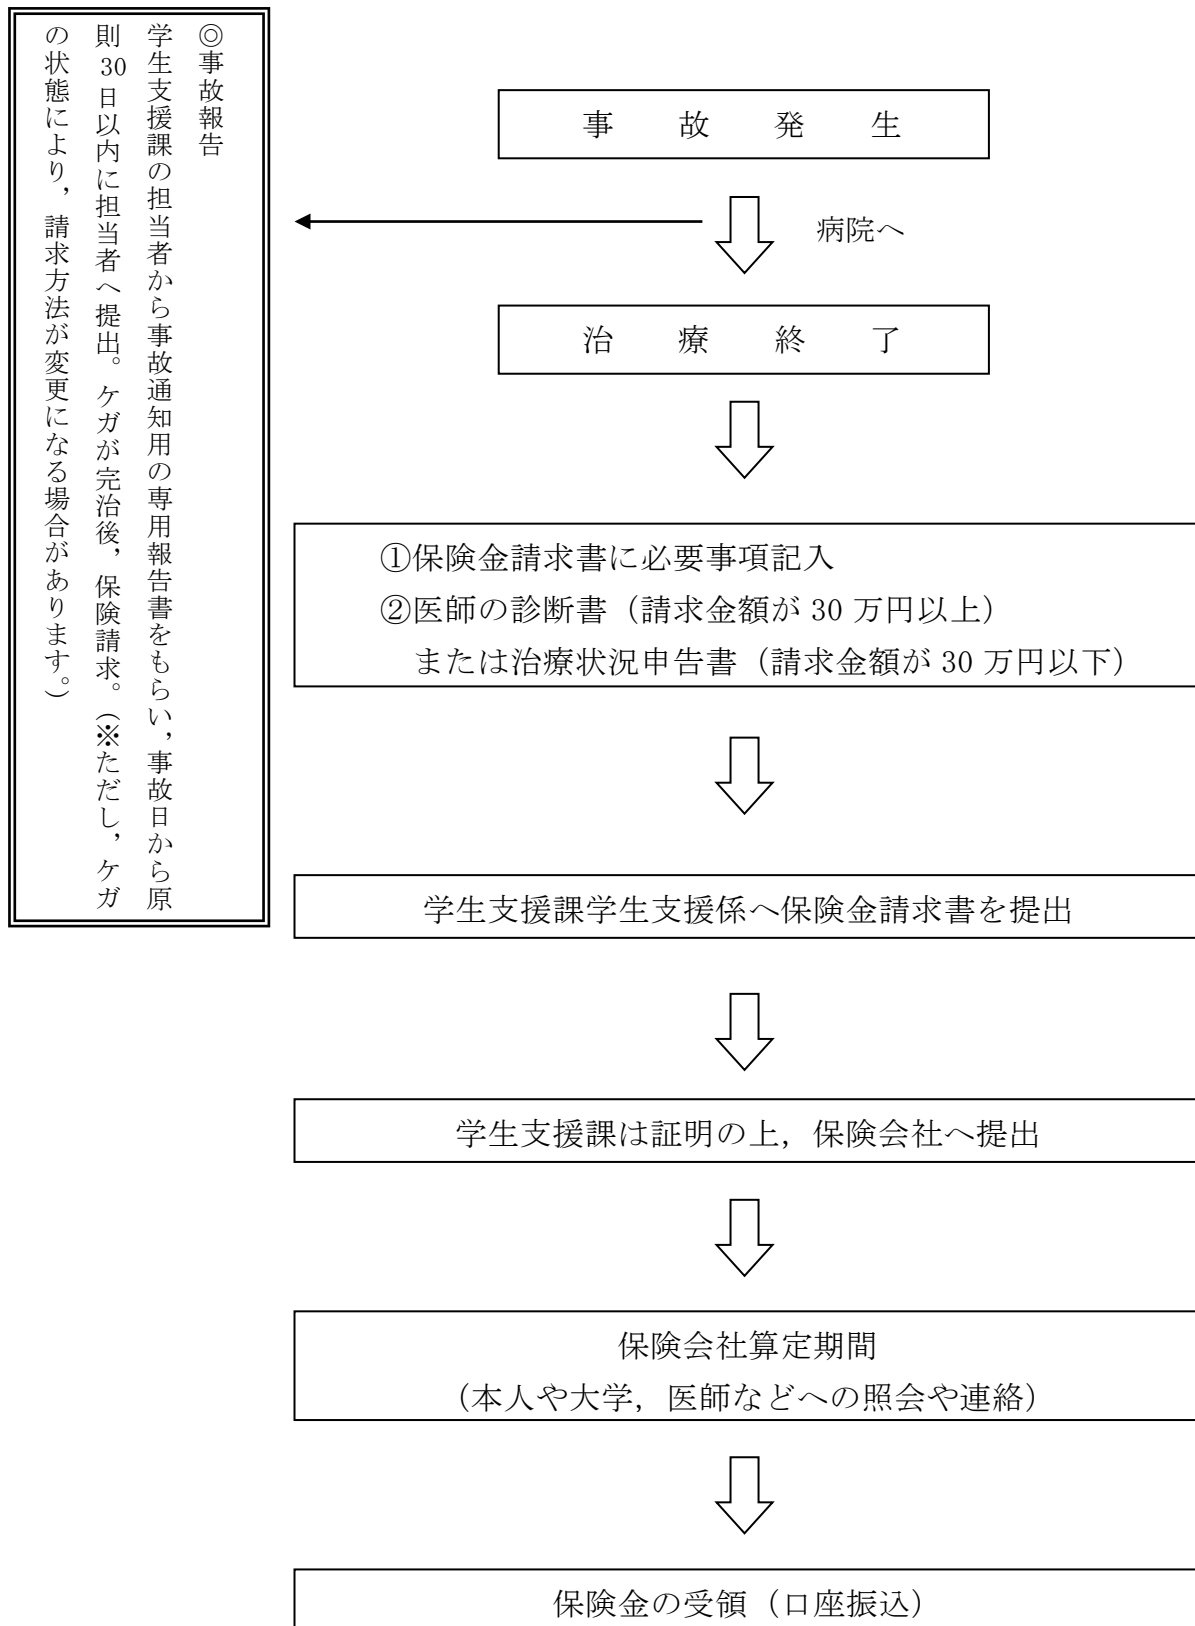 ◎事故報告
学生支援課の担当者から事故通知用の専用報告書をもらい，事故日から原
則 30 日以内に担当者へ提出。ケガが完治後，保険請求。（※ただし，ケガ
の状態により，請求方法が変更になる場合があります。）
事　故　発　生
病院へ
治　療　終　了
①保険金請求書に必要事項記入
②医師の診断書（請求金額が 30 万円以上）
または治療状況申告書（請求金額が 30 万円以下）
学生支援課学生支援係へ保険金請求書を提出
学生支援課は証明の上，保険会社へ提出
保険会社算定期間
（本人や大学，医師などへの照会や連絡）
保険金の受領（口座振込）